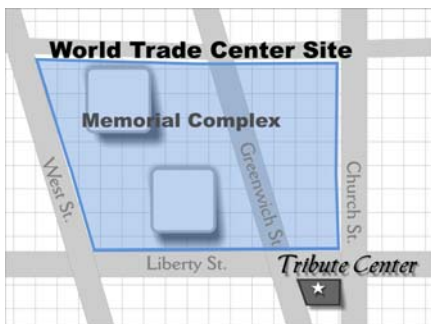 World Trade Center Site
Memorial Complex
West St.
Greenwich St.
Church St.
Liberty St.
Tribute Center